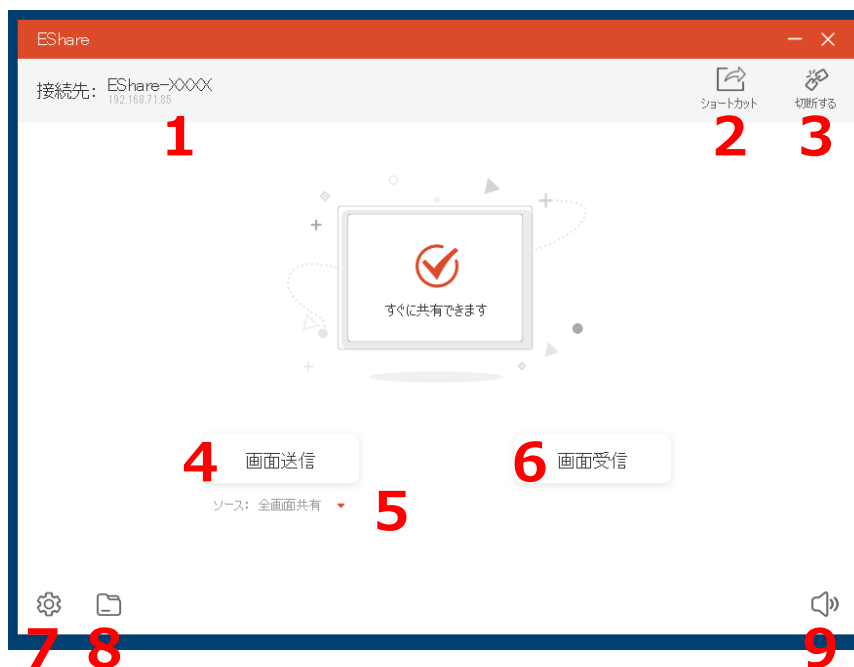 EShare
接続先: EShare-XXXX
192.168.71.85
1
ショートカット
2
切断する
3
すぐに共有できます
4 画面送信
6 画面受信
ソース: 全画面共有
5
7
8
9